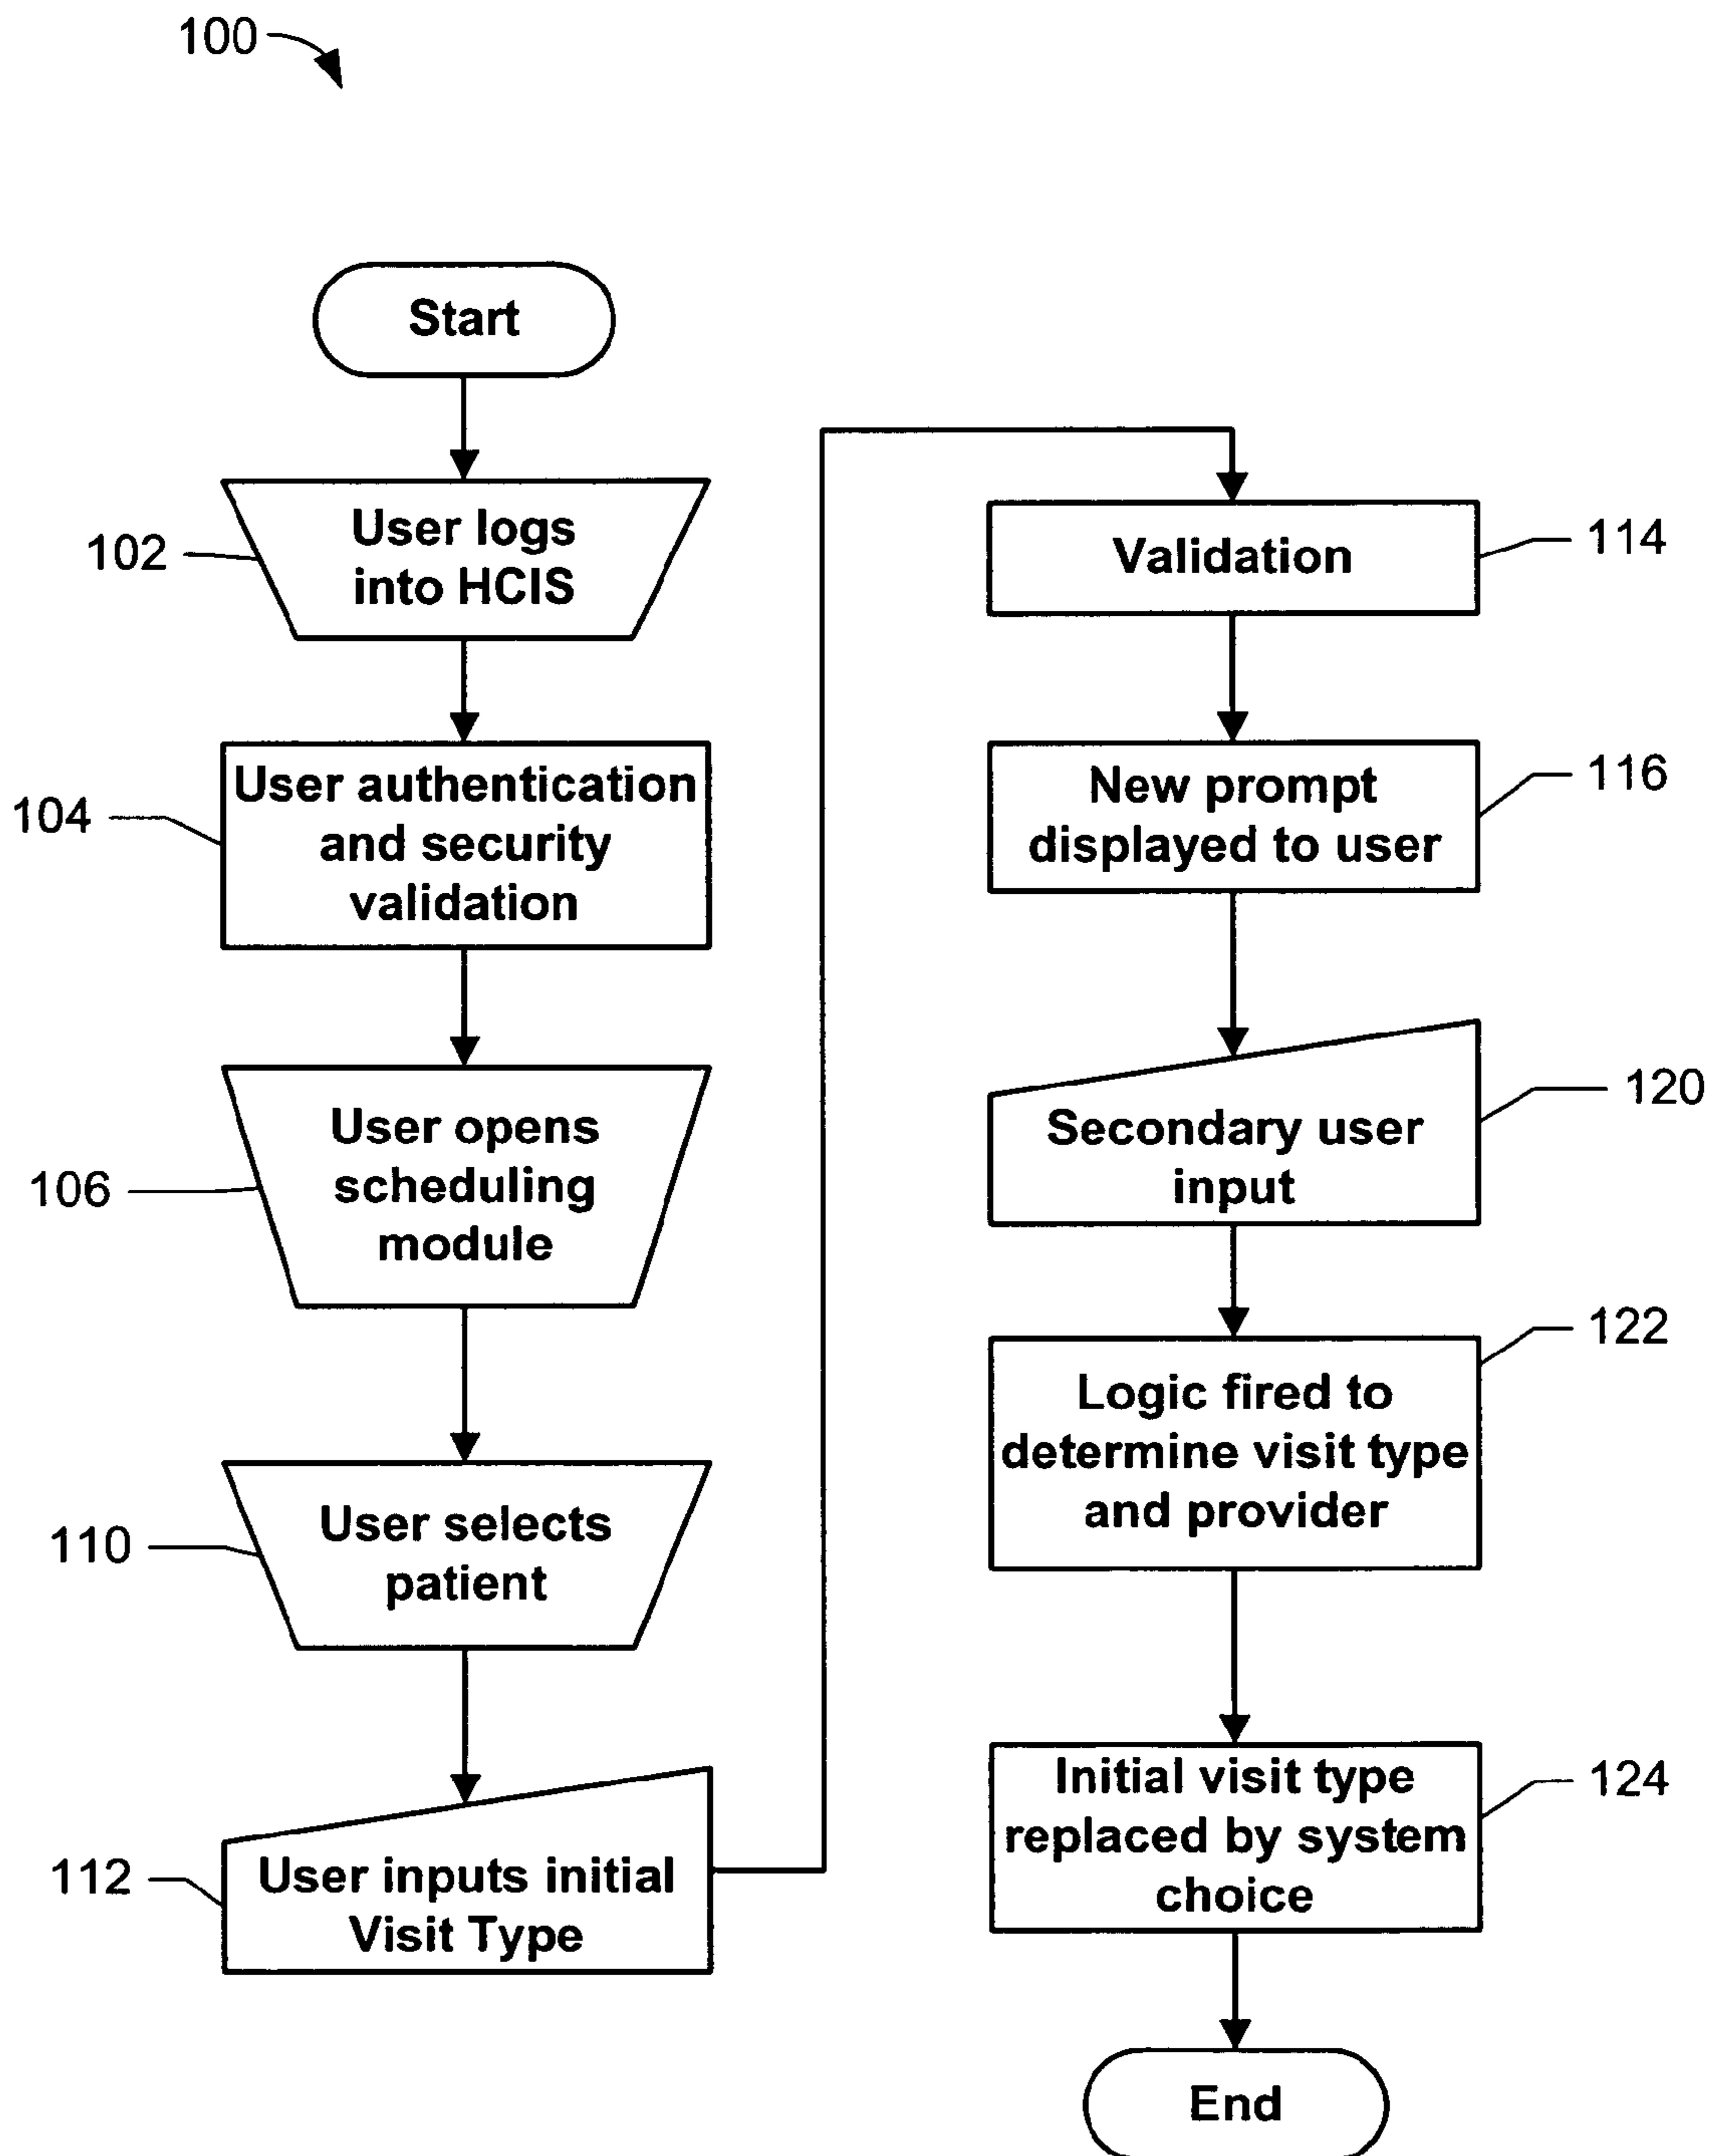 100
Start
102
User logs
into HCIS
104
User authentication
and security
validation
106
User opens
scheduling
module
110
User selects
patient
112
User inputs initial
Visit Type
Validation
114
New prompt
displayed to user
116
Secondary user
input
120
Logic fired to
determine visit type
and provider
122
Initial visit type
replaced by system
choice
124
End